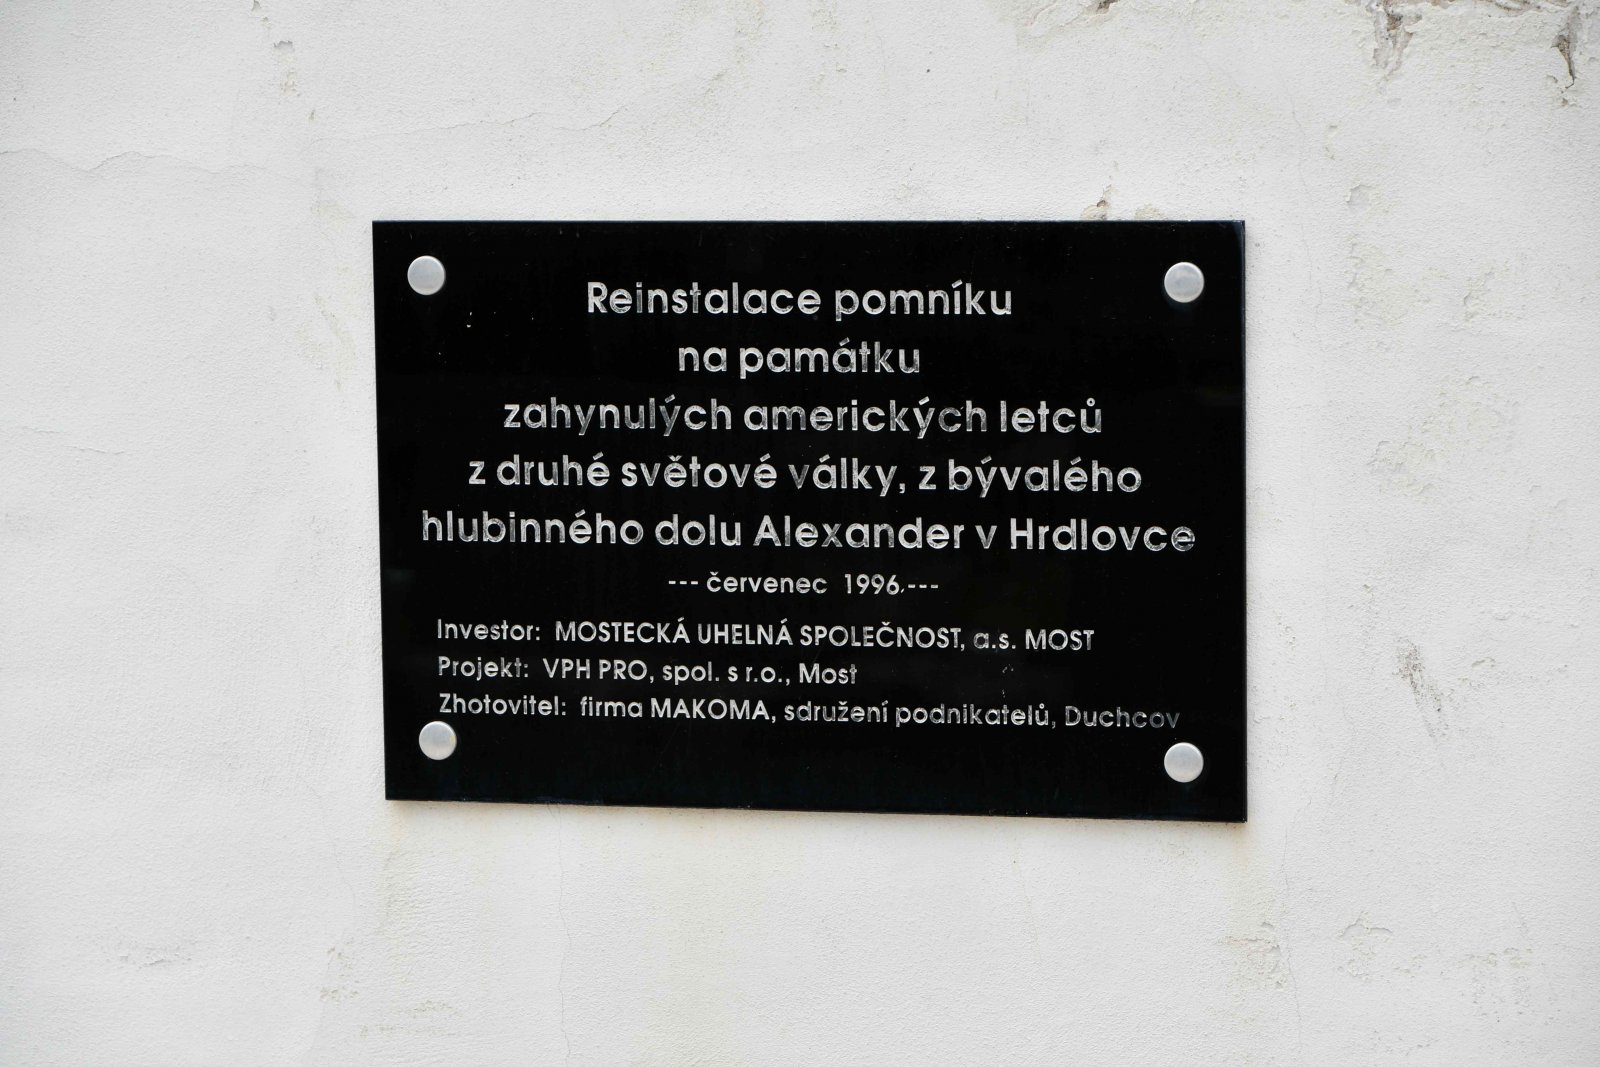 Reinstalace pomníku
na památku
zahynulých amerických letců
z druhé světové války, z bývalého
hlubinného dolu Alexander v Hrdlovce
--- červenec 1996.---
Investor: MOSTECKÁ UHELNÁ SPOLEČNOST, a.s. MOST
Projekt: VPH PRO, spol. s r.o., Most
Zhotovitel: firma MAKOMA, sdružení podnikatelů, Duchcov